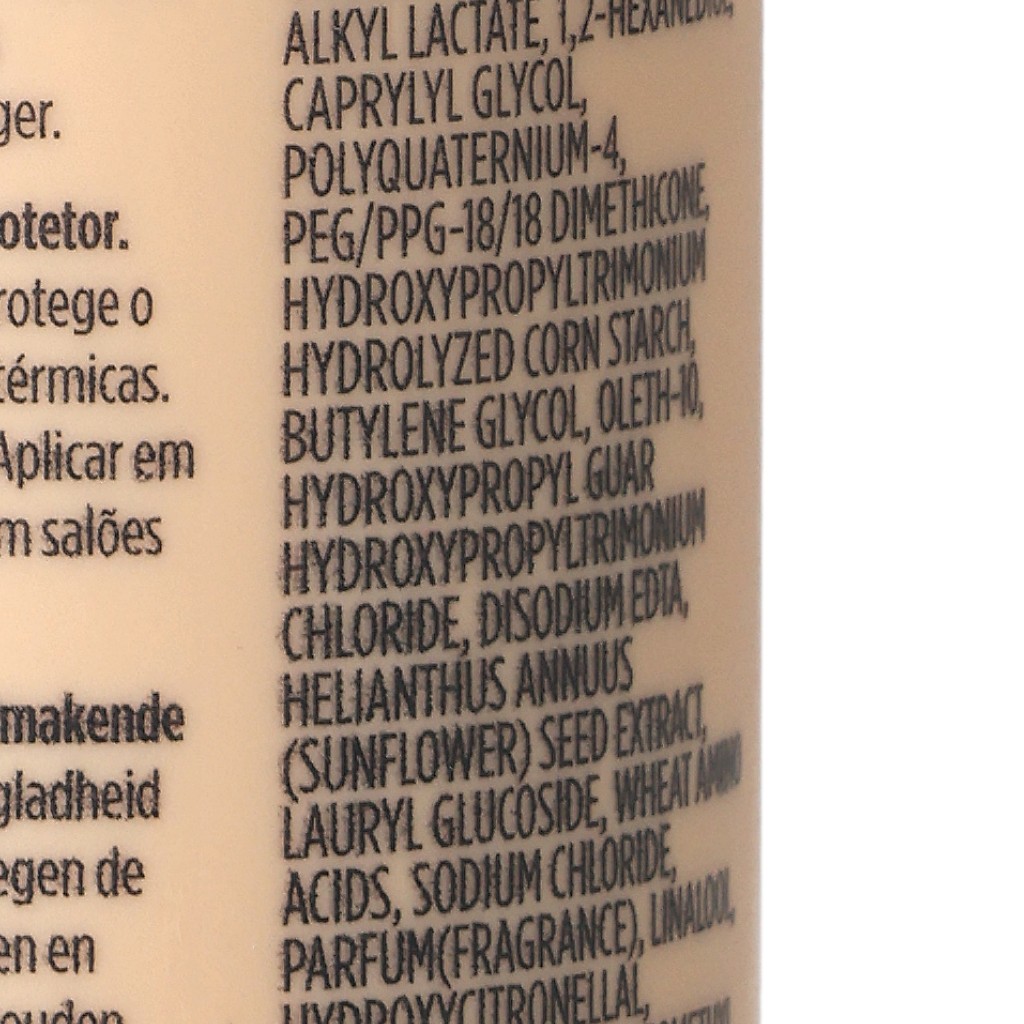 ger.
otetor.
rotege o
térmicas.
Aplicar em
m salões
makende
gladheid
egen de
en en
ouden
ALKYL LACTATE, 1,2-HEXANEDIOL,
CAPRYLYL GLYCOL,
POLYQUATERNIUM-4,
PEG/PPG-18/18 DIMETHICONE,
HYDROXYPROPYLTRIMONIUM
HYDROLYZED CORN STARCH,
BUTYLENE GLYCOL, OLETH-10,
HYDROXYPROPYL GUAR
HYDROXYPROPYLTRIMONIUM
CHLORIDE, DISODIUM EDTA,
HELIANTHUS ANNUUS
(SUNFLOWER) SEED EXTRACT,
LAURYL GLUCOSIDE, WHEAT AMINO
ACIDS, SODIUM CHLORIDE,
PARFUM(FRAGRANCE), LINALOOL,
HYDROXYCITRONELLAL,